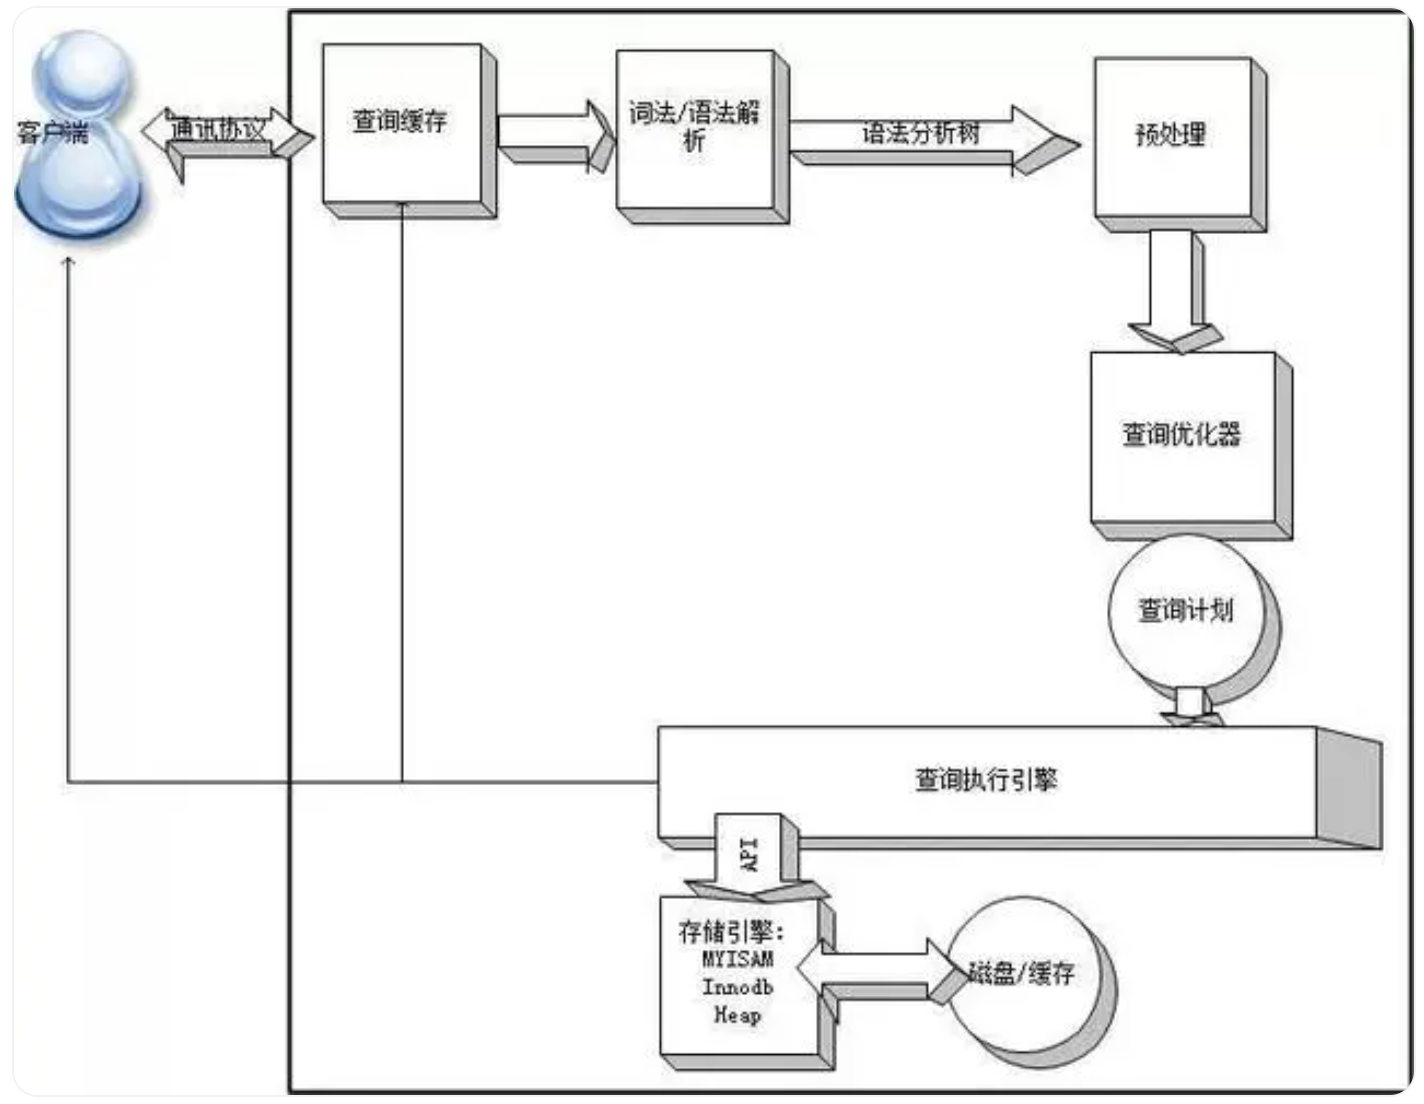 客户端
通讯协议
查询缓存
词法/语法解
析
语法分析树
预处理
查询优化器
查询计划
查询执行引擎
API
存储引擎:
MYISAM
Innodb
Heap
磁盘/缓存